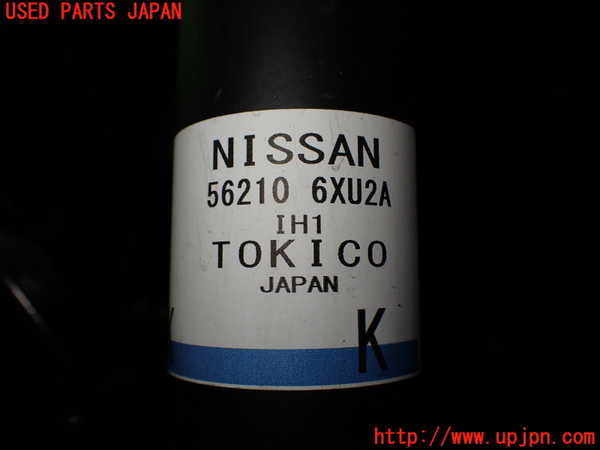 USED PARTS JAPAN
NISSAN
56210 6XU2A
IH1
TOKICO
JAPAN
K
http://www.upjpn.com/